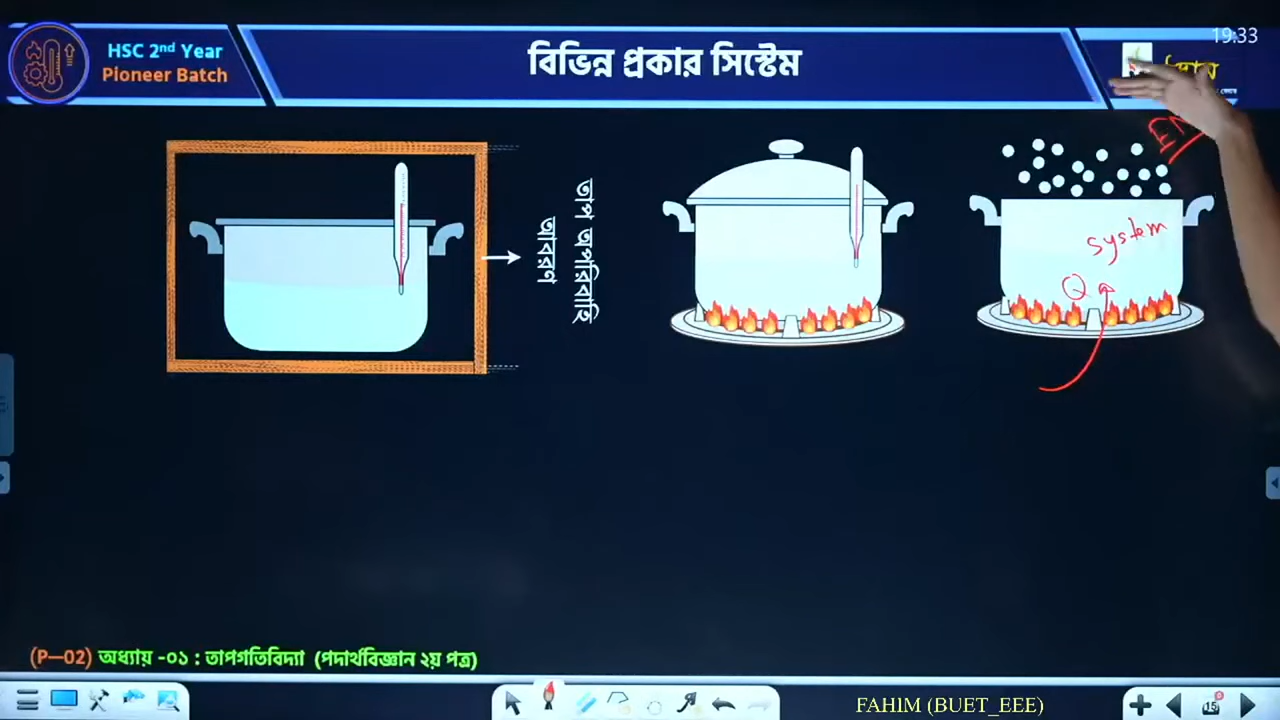 19:33
HSC 2nd Year
Pioneer Batch
বিভিন্ন প্রকার সিস্টেম
তাপ অপরিবাহি
আবরণ
system
Q
(P—02) অধ্যায় -০১ : তাপগতিবিদ্যা (পদার্থবিজ্ঞান ২য় পত্র)
FAHIM (BUET_EEE)
15